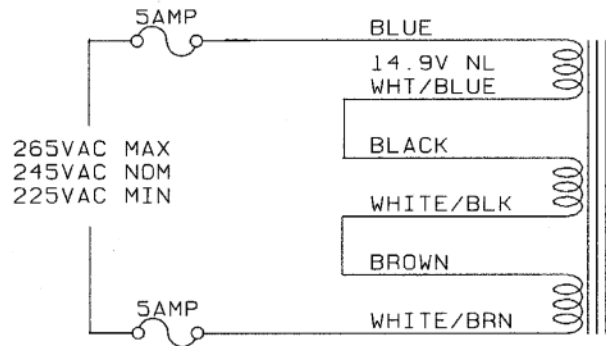 5AMP
BLUE
14.9V NL
WHT/BLUE
265VAC MAX
245VAC NOM
225VAC MIN
BLACK
WHITE/BLK
BROWN
5AMP
WHITE/BRN